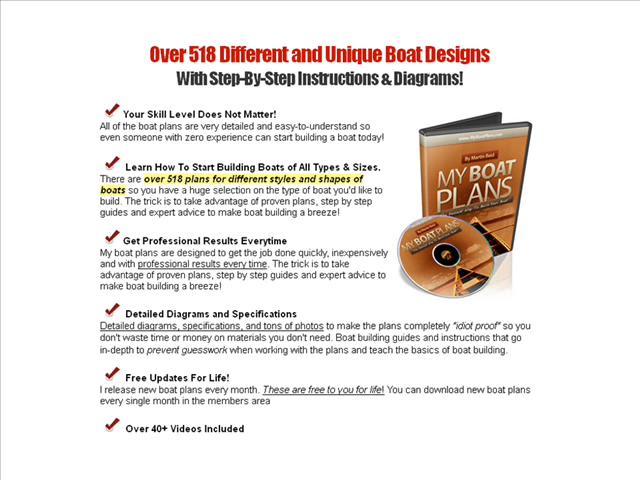 Over 518 Different and Unique Boat Designs
With Step-By-Step Instructions & Diagrams!
Your Skill Level Does Not Matter!
All of the boat plans are very detailed and easy-to-understand so
even someone with zero experience can start building a boat today!
Learn How To Start Building Boats of All Types & Sizes.
There are over 518 plans for different styles and shapes of
boats so you have a huge selection on the type of boat you'd like to
build. The trick is to take advantage of proven plans, step by step
guides and expert advice to make boat building a breeze!
Get Professional Results Everytime
My boat plans are designed to get the job done quickly, inexpensively
and with professional results every time. The trick is to take
advantage of proven plans, step by step guides and expert advice to
make boat building a breeze!
By Martin Reid
MY BOAT
PLANS
MY BOAT PLANS
Detailed Diagrams and Specifications
Detailed diagrams, specifications, and tons of photos to make the plans completely "idiot proof" so you
don't waste time or money on materials you don't need. Boat building guides and instructions that go
in-depth to prevent guesswork when working with the plans and teach the basics of boat building.
Free Updates For Life!
I release new boat plans every month. These are free to you for life! You can download new boat plans
every single month in the members area
Over 40+ Videos Included